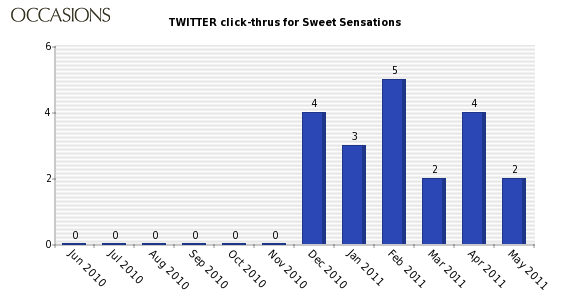 OCCASIONS
TWITTER click-thrus for Sweet Sensations
6
4
2
0
0 0 0 0 0 0 4 3 5 2 4 2
Jun 2010 Jul 2010 Aug 2010 Sep 2010 Oct 2010 Nov 2010 Dec 2010 Jan 2011 Feb 2011 Mar 2011 Apr 2011 May 2011